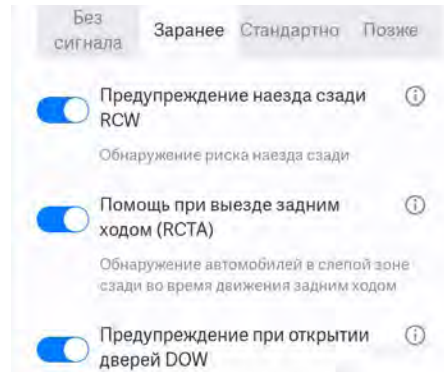 Без сигнала
Заранее
Стандартно
Позже
Предупреждение наезда сзади
RCW
Обнаружение риска наезда сзади
Помощь при выезде задним
ходом (RCTA)
Обнаружение автомобилей в слепой зоне
сзади во время движения задним ходом
Предупреждение при открытии
дверей DOW